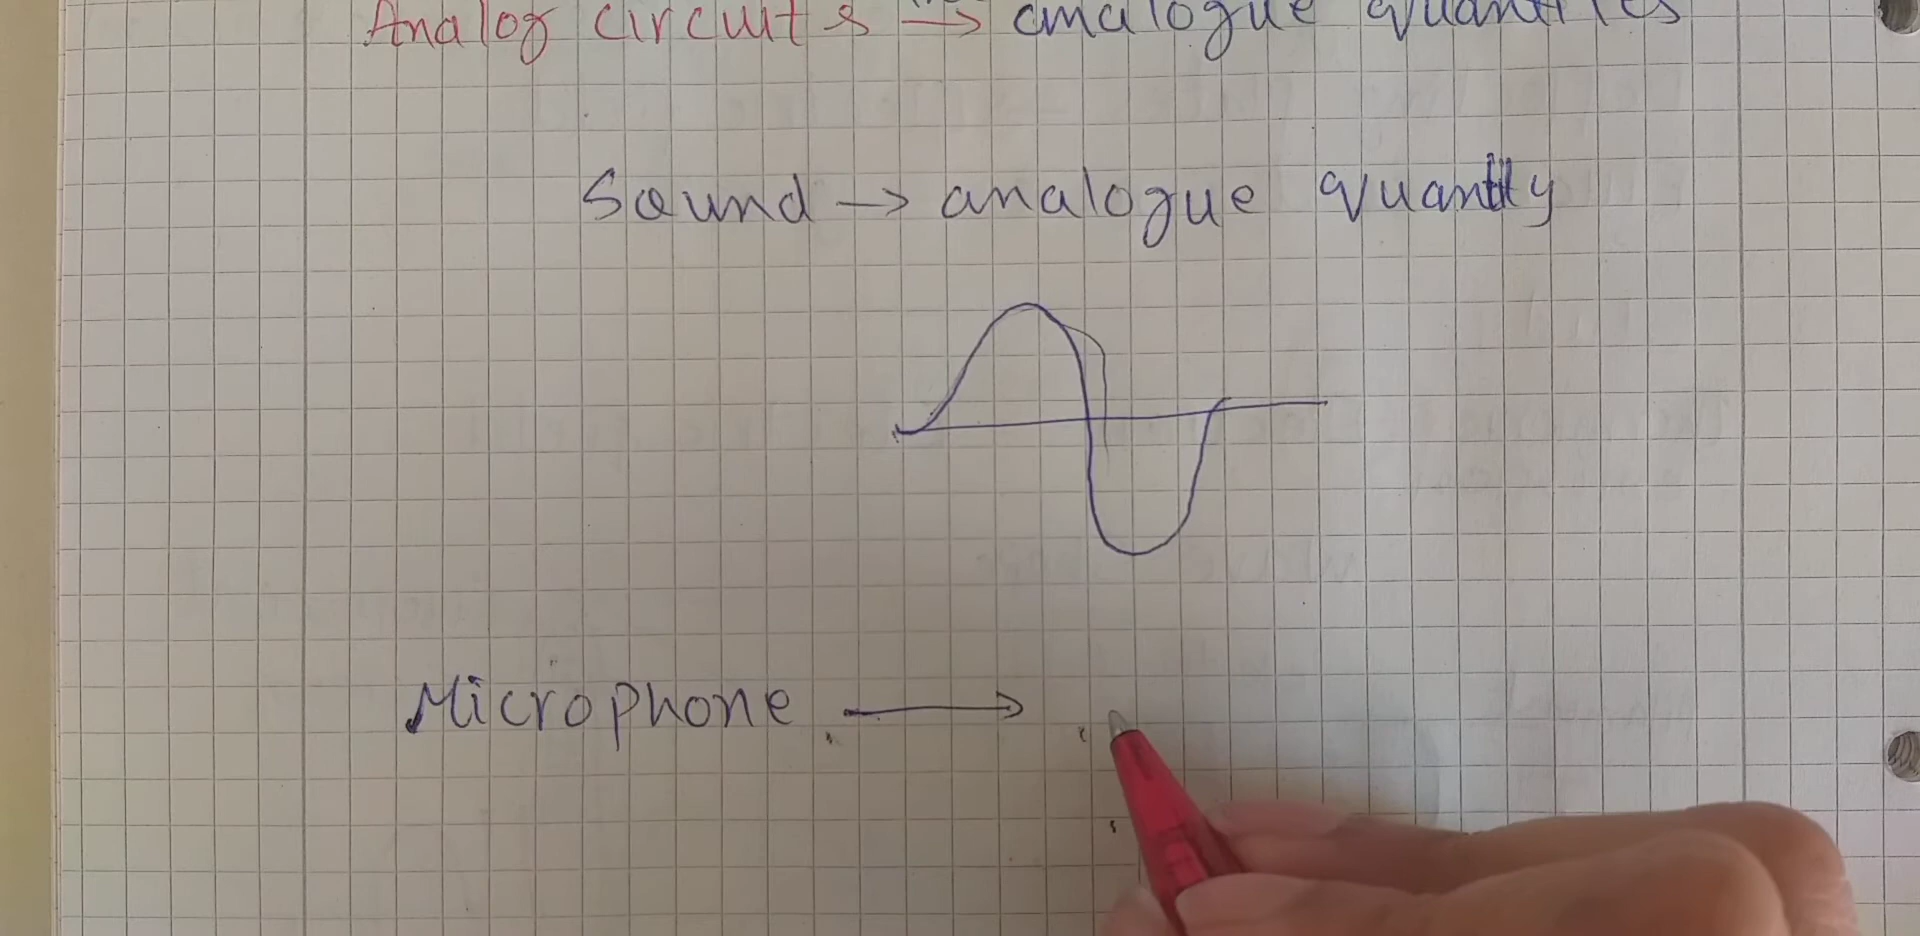 Analog circuits → analogue quantities
Sound → analogue quantity
Microphone →